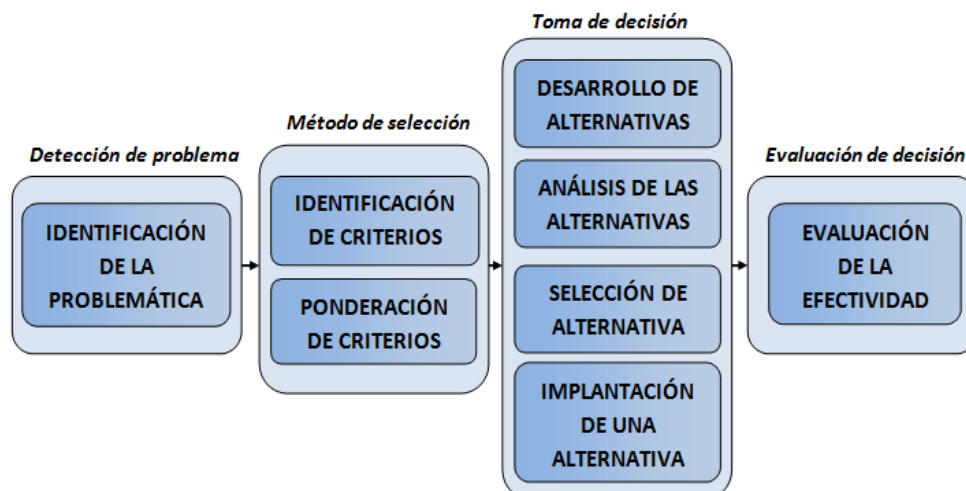 Detección de problema
IDENTIFICACIÓN
DE LA
PROBLEMÁTICA
Método de selección
IDENTIFICACIÓN
DE CRITERIOS
PONDERACIÓN
DE CRITERIOS
Toma de decisión
DESARROLLO DE
ALTERNATIVAS
ANÁLISIS DE LAS
ALTERNATIVAS
SELECCIÓN DE
ALTERNATIVA
IMPLANTACIÓN
DE UNA
ALTERNATIVA
Evaluación de decisión
EVALUACIÓN
DE LA
EFECTIVIDAD